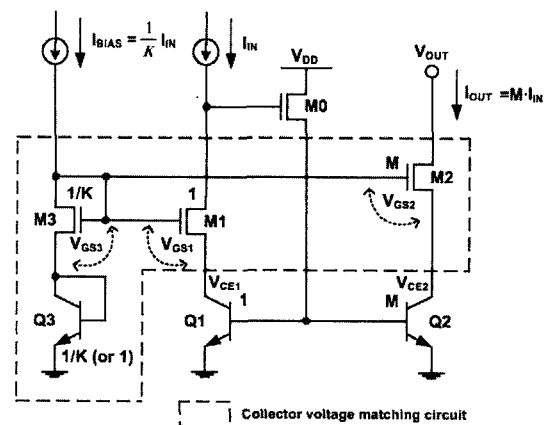 I_BIAS = 1/K I_IN
I_IN
V_DD
V_OUT
M0
I_OUT =M·I_IN
M
M2
1/K
1
M3
M1
V_GS3
V_GS1
V_GS2
V_CE1
V_CE2
Q3
Q1
1
M
Q2
1/K (or 1)
Collector voltage matching circuit